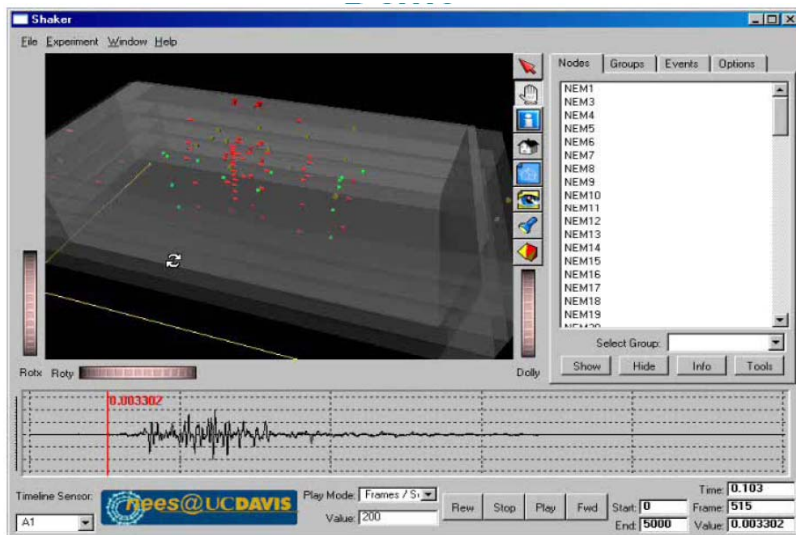 Shaker
File Experiment Window Help
Nodes Groups Events Options
NEM1
NEM3
NEM4
NEM5
NEM6
NEM7
NEM8
NEM9
NEM10
NEM11
NEM12
NEM13
NEM14
NEM15
NEM16
NEM17
NEM18
NEM19
Select Group:
Show Hide Info Tools
Rotx Roty Dolly
0.003302
Timeline Sensor:
A1
nees@UCDAVIS
Play Mode: Frames / S
Value: 200
Rew Stop Play Fwd
Start: 0
End: 5000
Time: 0.103
Frame: 515
Value: 0.003302